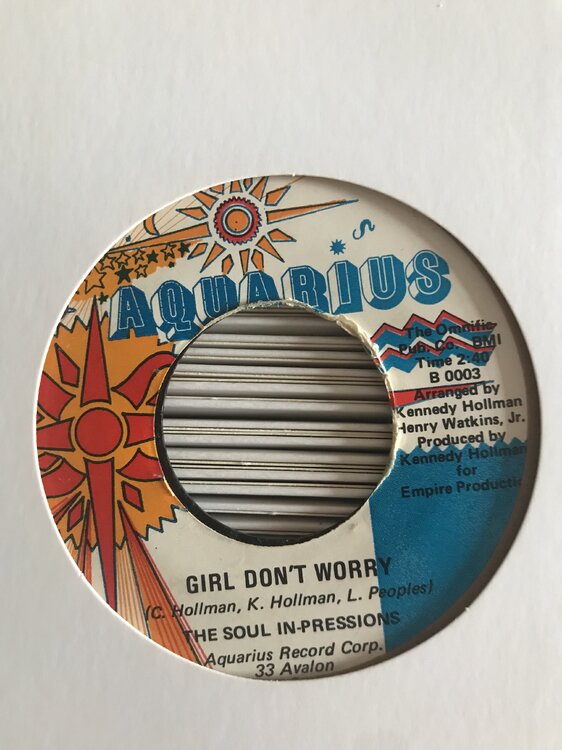 AQUARIUS
The Omnific
Pub. Co. BMI
Time 2:40
B 0003
Arranged by
Kennedy Hollman
Henry Watkins, Jr.
Produced by
Kennedy Hollman
for
Empire Productio
GIRL DON'T WORRY
(C. Hollman, K. Hollman, L. Peoples)
THE SOUL IN-PRESSIONS
Aquarius Record Corp.
33 Avalon